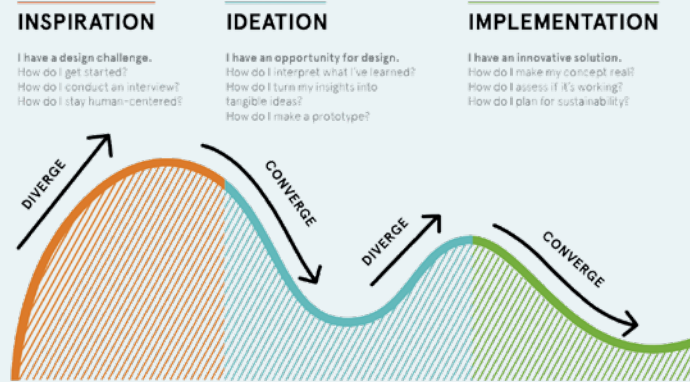 INSPIRATION
I have a design challenge.
How do I get started?
How do I conduct an interview?
How do I stay human-centered?
IDEATION
I have an opportunity for design.
How do I interpret what I've learned?
How do I turn my insights into
tangible ideas?
How do I make a prototype?
IMPLEMENTATION
I have an innovative solution.
How do I make my concept real?
How do I assess if it's working?
How do I plan for sustainability?
DIVERGE
CONVERGE
DIVERGE
CONVERGE